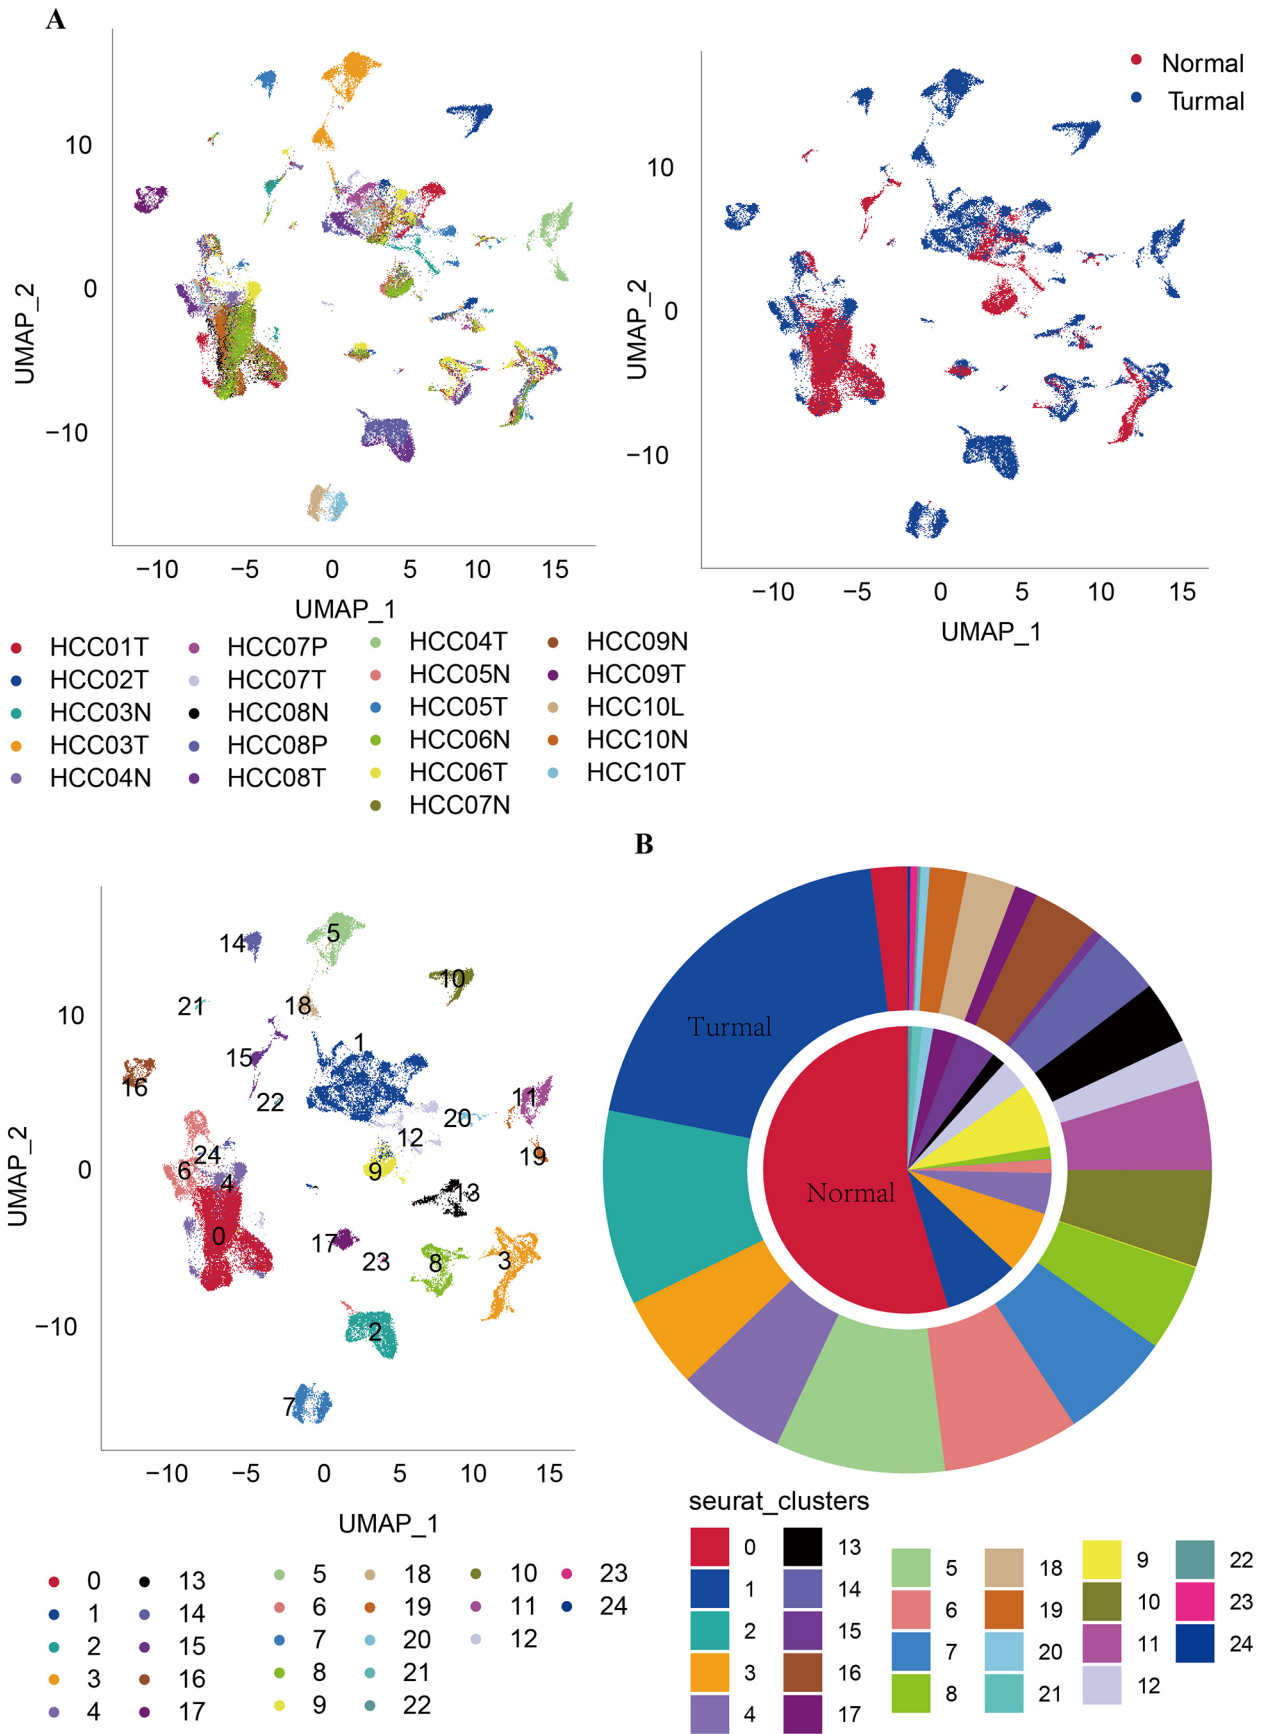 A
Normal
Turmal
10
0
−10
UMAP_2
−10 −5 0 5 10 15
UMAP_1
10
0
−10
UMAP_2
−10 −5 0 5 10 15
UMAP_1
HCC01T
HCC02T
HCC03N
HCC03T
HCC04N
HCC07P
HCC07T
HCC08N
HCC08P
HCC08T
HCC04T
HCC05N
HCC05T
HCC06N
HCC06T
HCC07N
HCC09N
HCC09T
HCC10L
HCC10N
HCC10T
10
0
−10
UMAP_2
14
5
10
21
18
1
15
16
22
11
20
12
24
19
6
9
4
13
0
17
23
8
3
2
7
−10 −5 0 5 10 15
UMAP_1
0
1
2
3
4
13
14
15
16
17
5
6
7
8
9
18
19
20
21
22
10
11
12
23
24
B
Turmal
Normal
seurat_clusters
0
1
2
3
4
13
14
15
16
17
5
6
7
8
18
19
20
21
9
10
11
12
22
23
24